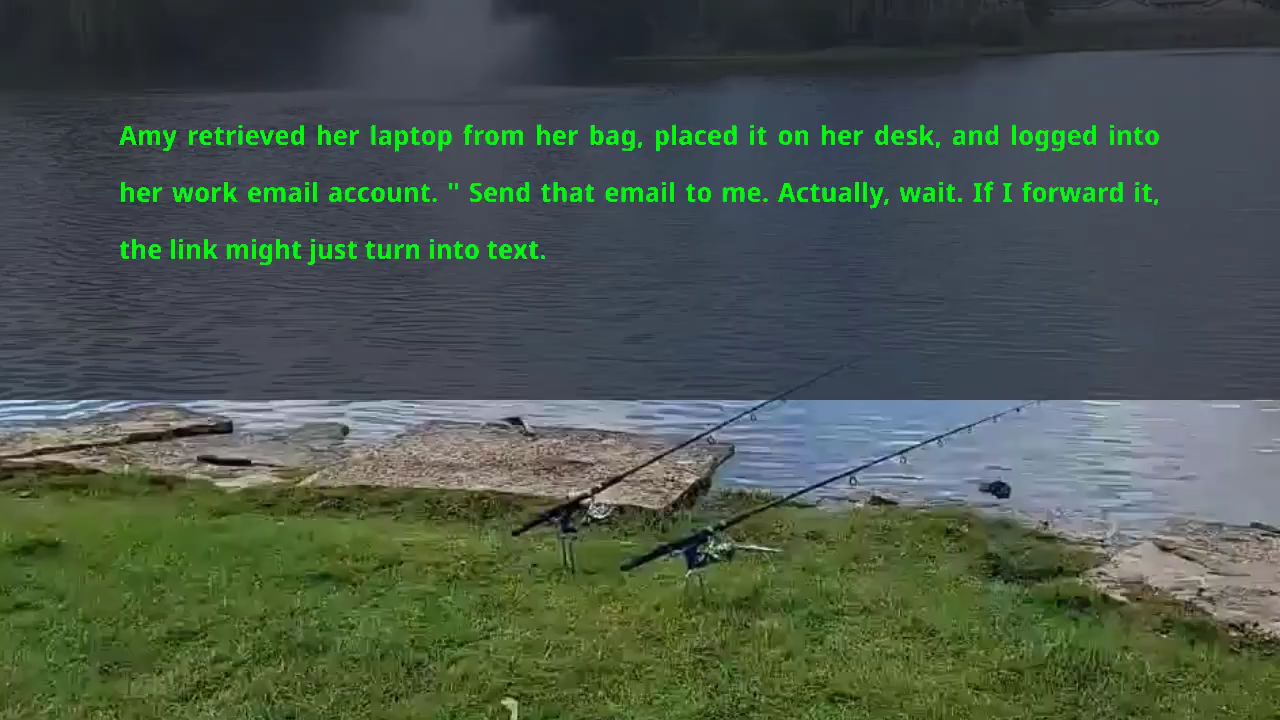 Amy retrieved her laptop from her bag, placed it on her desk, and logged into
her work email account. " Send that email to me. Actually, wait. If I forward it,
the link might just turn into text.